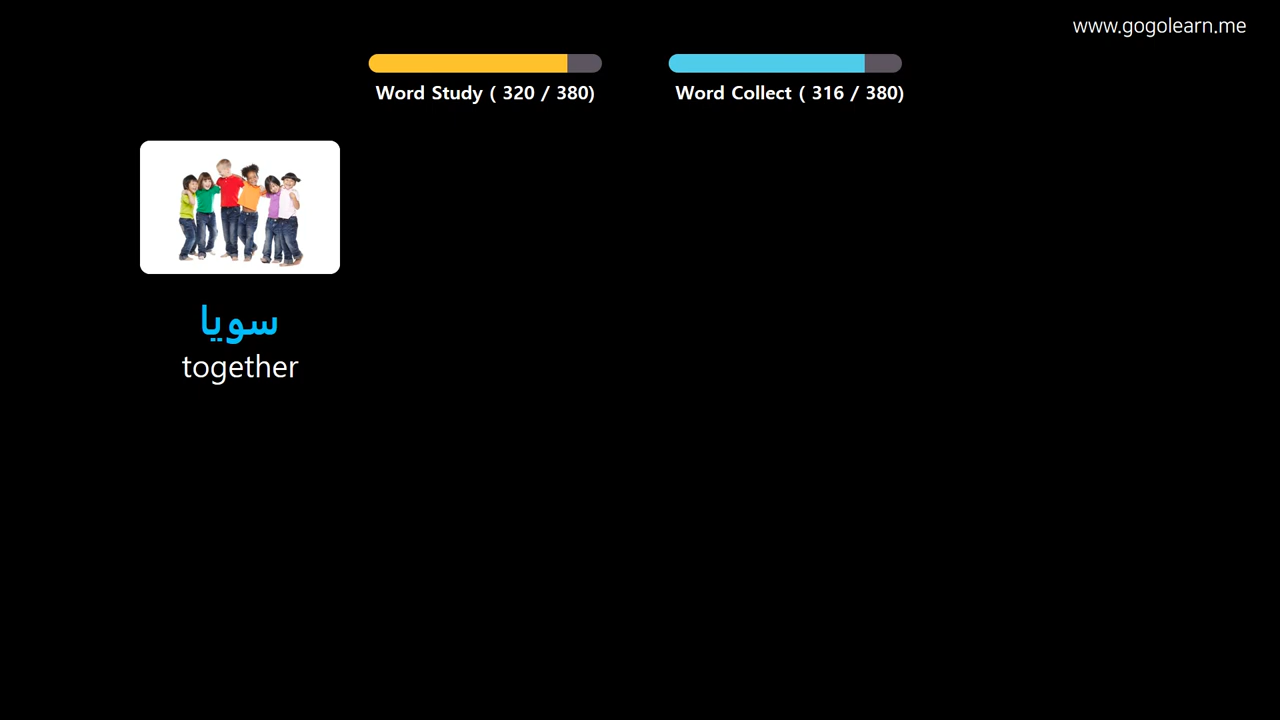 www.gogolearn.me
Word Study ( 320 / 380)
Word Collect ( 316 / 380)
سويا
together